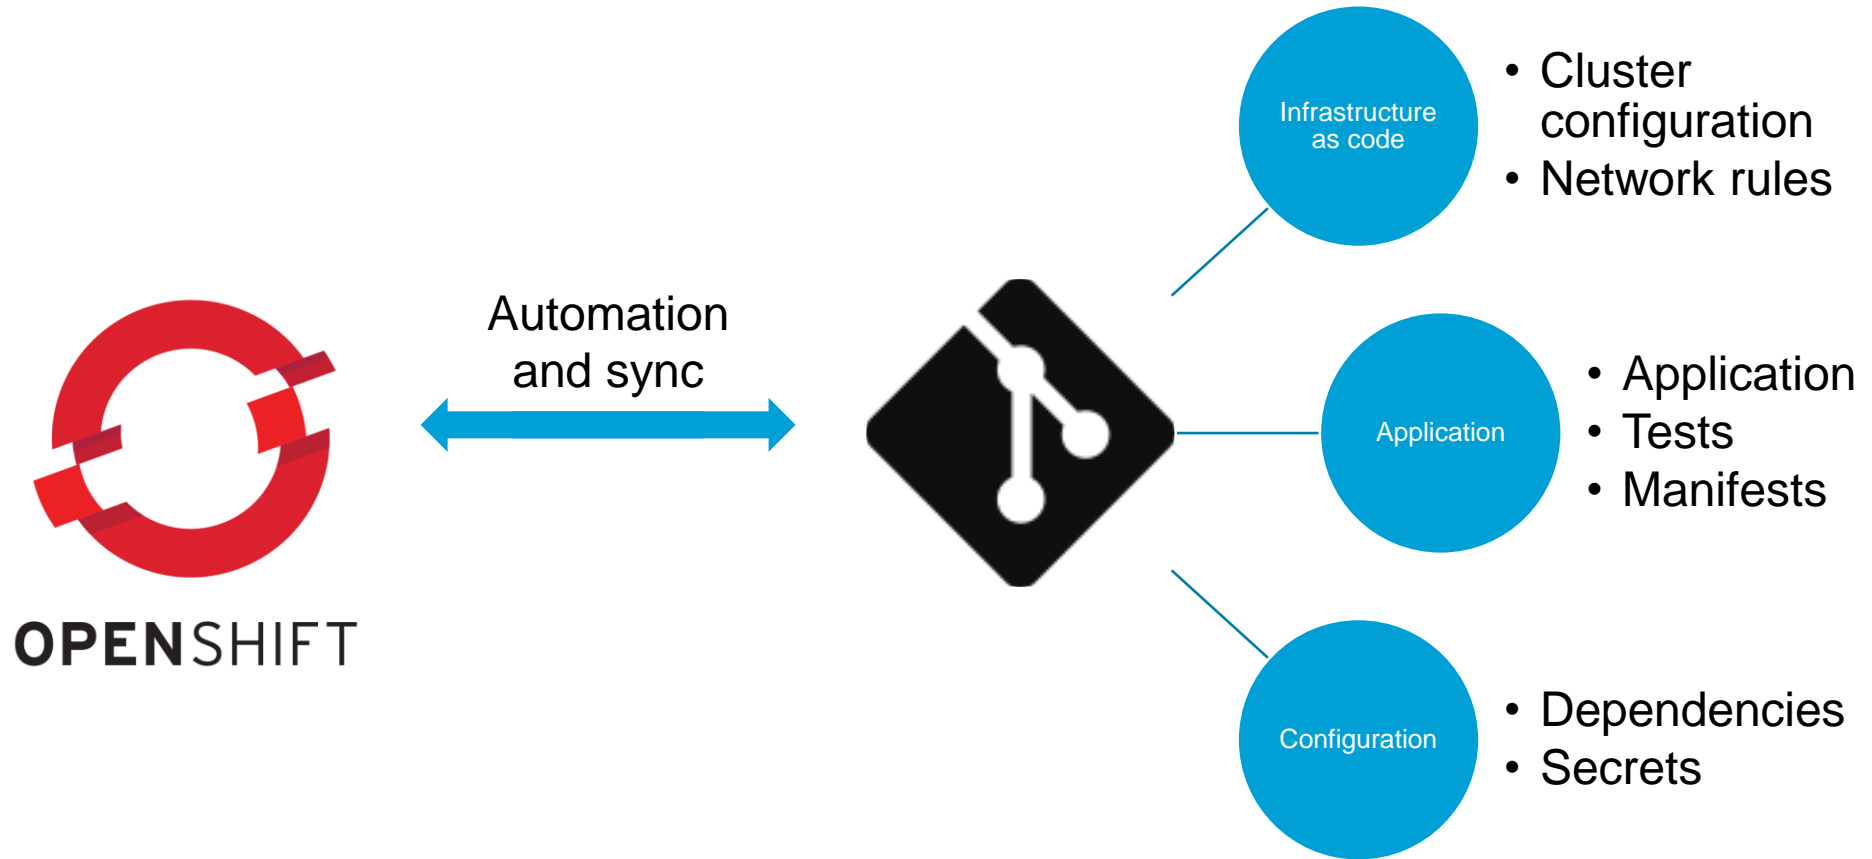 OPENSHIFT
Automation
and sync
Infrastructure
as code
• Cluster
configuration
• Network rules
Application
• Application
• Tests
• Manifests
Configuration
• Dependencies
• Secrets